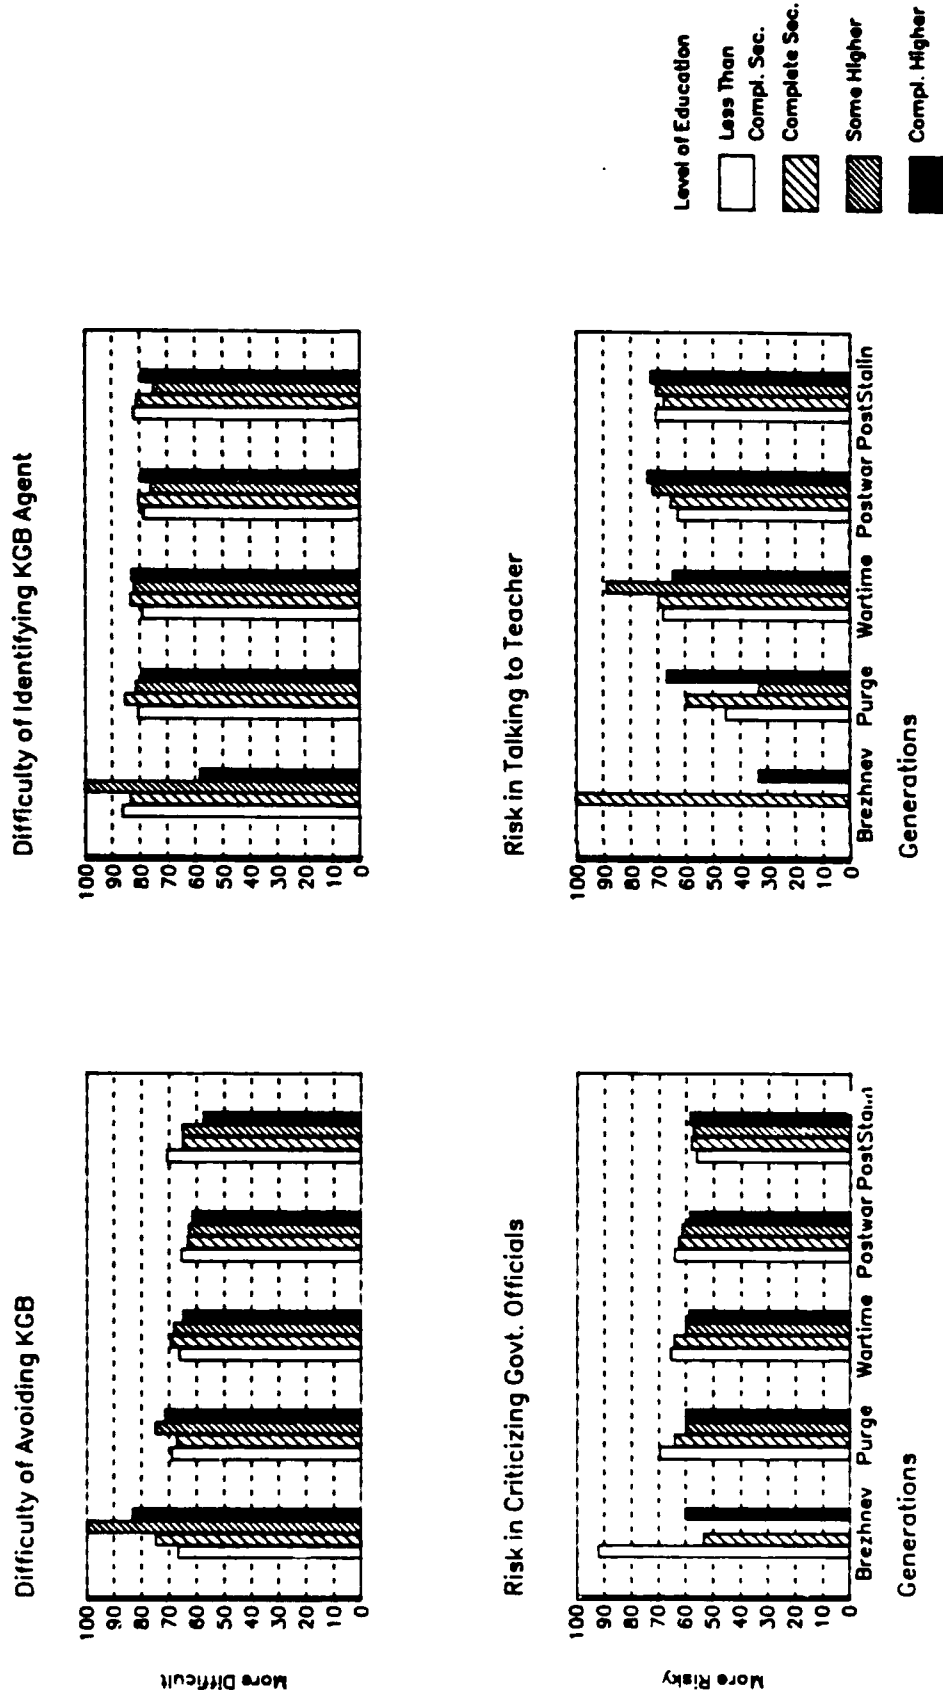 Difficulty of Avoiding KGB
More Difficult
100
90
80
70
60
50
40
30
20
10
0
Difficulty of Identifying KGB Agent
100
90
80
70
60
50
40
30
20
10
0
Risk in Criticizing Govt. Officials
More Risky
100
90
80
70
60
50
40
30
20
10
0
Brezhnev Purge Wartime Postwar PostStalin
Generations
Risk in Talking to Teacher
100
90
80
70
60
50
40
30
20
10
0
Brezhnev Purge Wartime Postwar PostStalin
Generations
Level of Education
Less Than
Compl. Sec.
Complete Sec.
Some Higher
Compl. Higher